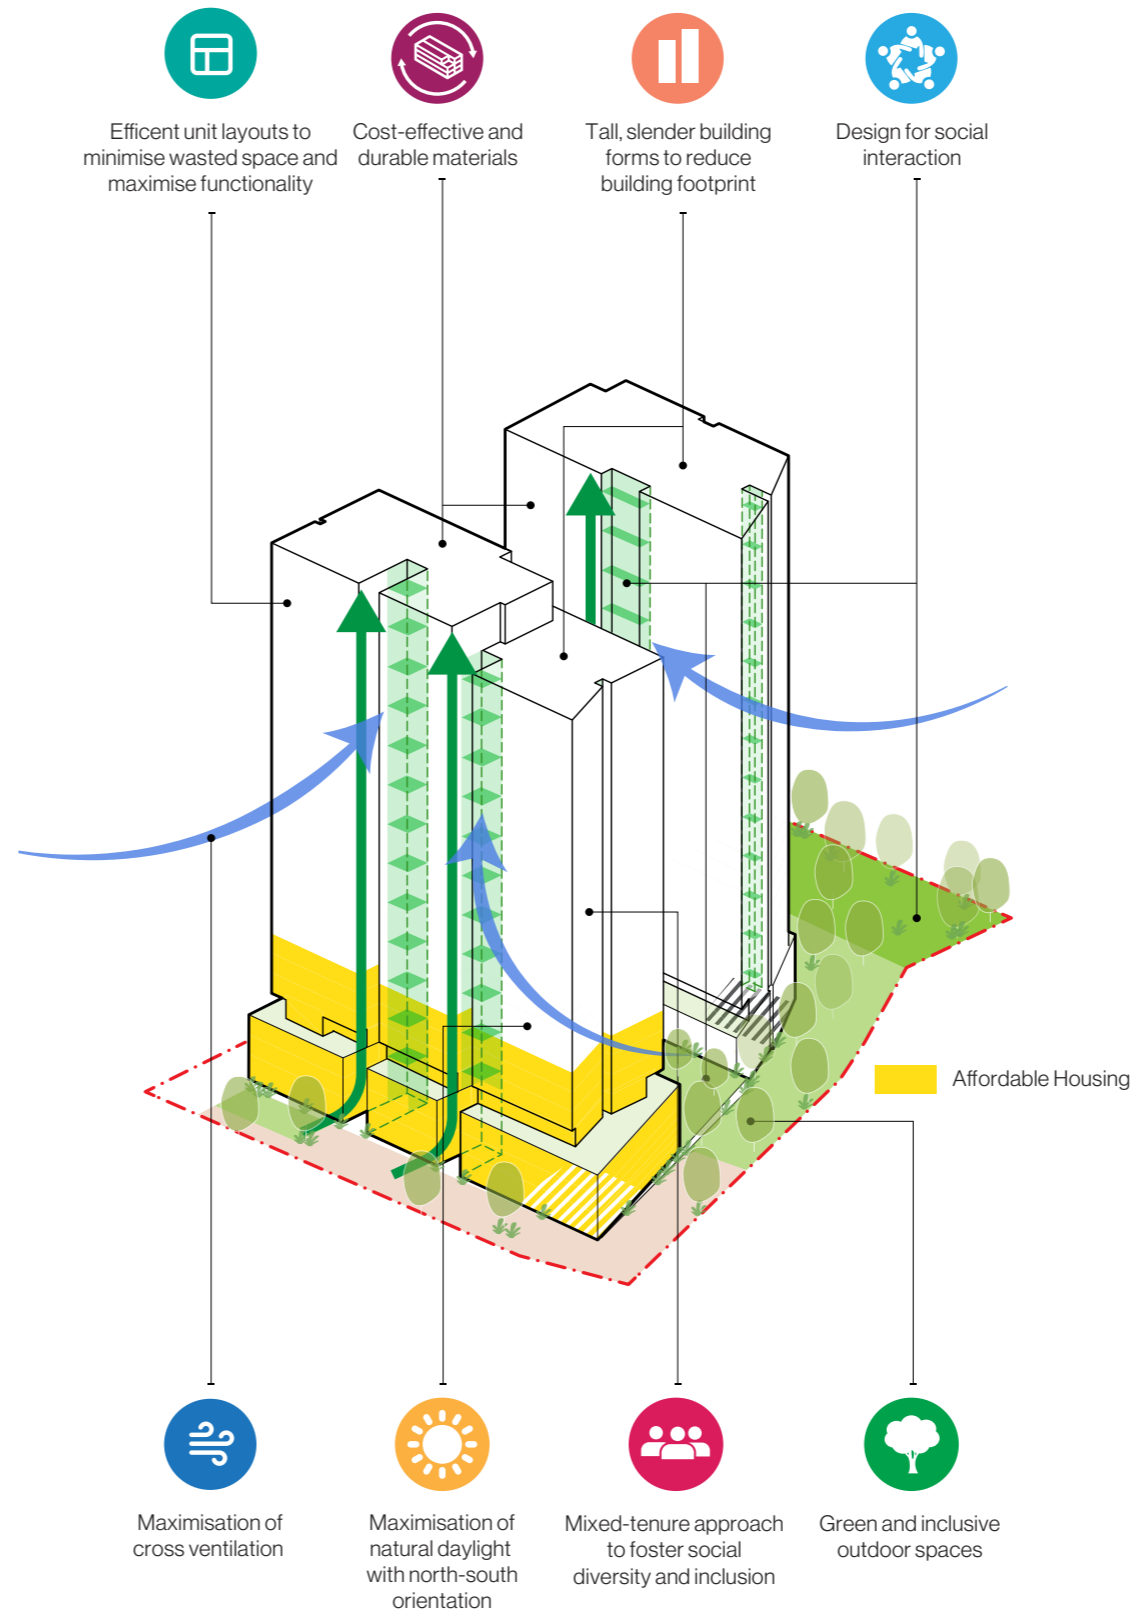 Efficent unit layouts to
minimise wasted space and
maximise functionality
Cost-effective and
durable materials
Tall, slender building
forms to reduce
building footprint
Design for social
interaction
Affordable Housing
Maximisation of
cross ventilation
Maximisation of
natural daylight
with north-south
orientation
Mixed-tenure approach
to foster social
diversity and inclusion
Green and inclusive
outdoor spaces